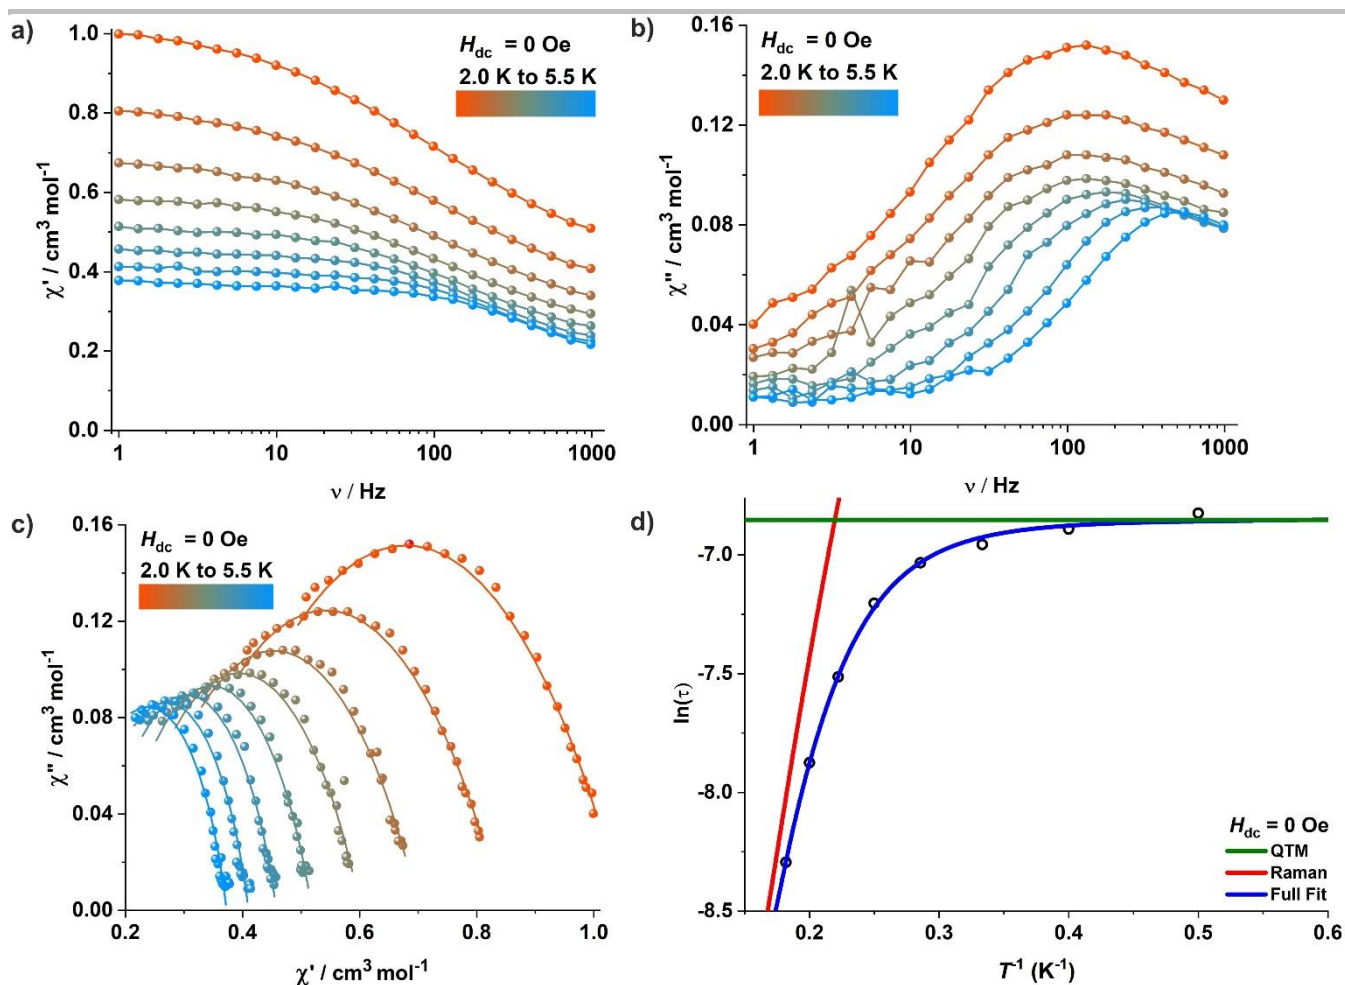 a)
H_dc = 0 Oe
2.0 K to 5.5 K
1.0
0.8
0.6
0.4
0.2
0.0
χ' / cm³ mol⁻¹
1 10 100 1000
ν / Hz
b)
H_dc = 0 Oe
2.0 K to 5.5 K
0.16
0.12
0.08
0.04
0.00
χ'' / cm³ mol⁻¹
1 10 100 1000
ν / Hz
c)
H_dc = 0 Oe
2.0 K to 5.5 K
0.16
0.12
0.08
0.04
0.00
χ'' / cm³ mol⁻¹
0.2 0.4 0.6 0.8 1.0
χ' / cm³ mol⁻¹
d)
-7.0
-7.5
-8.0
-8.5
ln(τ)
H_dc = 0 Oe
QTM
Raman
Full Fit
0.2 0.3 0.4 0.5 0.6
T⁻¹ (K⁻¹)